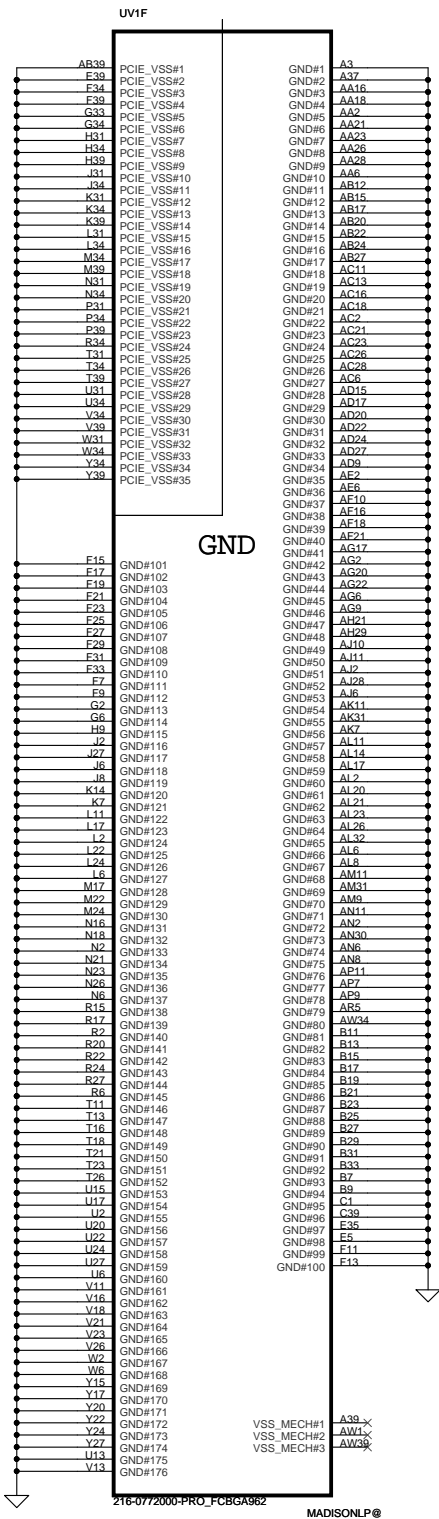 UV1F
AB39 PCIE_VSS#1
E39 PCIE_VSS#2
F34 PCIE_VSS#3
F39 PCIE_VSS#4
G33 PCIE_VSS#5
G34 PCIE_VSS#6
H31 PCIE_VSS#7
H34 PCIE_VSS#8
H39 PCIE_VSS#9
J31 PCIE_VSS#10
J34 PCIE_VSS#11
K31 PCIE_VSS#12
K34 PCIE_VSS#13
K39 PCIE_VSS#14
L31 PCIE_VSS#15
L34 PCIE_VSS#16
M34 PCIE_VSS#17
M39 PCIE_VSS#18
N31 PCIE_VSS#19
N34 PCIE_VSS#20
P31 PCIE_VSS#21
P34 PCIE_VSS#22
P39 PCIE_VSS#23
R34 PCIE_VSS#24
T31 PCIE_VSS#25
T34 PCIE_VSS#26
T39 PCIE_VSS#27
U31 PCIE_VSS#28
U34 PCIE_VSS#29
V34 PCIE_VSS#30
V39 PCIE_VSS#31
W31 PCIE_VSS#32
W34 PCIE_VSS#33
Y34 PCIE_VSS#34
Y39 PCIE_VSS#35
GND
F15 GND#101
F17 GND#102
F19 GND#103
F21 GND#104
F23 GND#105
F25 GND#106
F27 GND#107
F29 GND#108
F31 GND#109
F33 GND#110
F7 GND#111
F9 GND#112
G2 GND#113
G6 GND#114
H9 GND#115
J2 GND#116
J27 GND#117
J6 GND#118
J8 GND#119
K14 GND#120
K7 GND#121
L11 GND#122
L17 GND#123
L2 GND#124
L22 GND#125
L24 GND#126
L6 GND#127
M17 GND#128
M22 GND#129
M24 GND#130
N16 GND#131
N18 GND#132
N2 GND#133
N21 GND#134
N23 GND#135
N26 GND#136
N6 GND#137
R15 GND#138
R17 GND#139
R2 GND#140
R20 GND#141
R22 GND#142
R24 GND#143
R27 GND#144
R6 GND#145
T11 GND#146
T13 GND#147
T16 GND#148
T18 GND#149
T21 GND#150
T23 GND#151
T26 GND#152
U15 GND#153
U17 GND#154
U2 GND#155
U20 GND#156
U22 GND#157
U24 GND#158
U27 GND#159
U6 GND#160
V11 GND#161
V16 GND#162
V18 GND#163
V21 GND#164
V23 GND#165
V26 GND#166
W2 GND#167
W6 GND#168
Y15 GND#169
Y17 GND#170
Y20 GND#171
Y22 GND#172
Y24 GND#173
Y27 GND#174
U13 GND#175
V13 GND#176
GND#1 A3
GND#2 A37
GND#3 AA16
GND#4 AA18
GND#5 AA2
GND#6 AA21
GND#7 AA23
GND#8 AA26
GND#9 AA28
GND#10 AA6
GND#11 AB12
GND#12 AB15
GND#13 AB17
GND#14 AB20
GND#15 AB22
GND#16 AB24
GND#17 AB27
GND#18 AC11
GND#19 AC13
GND#20 AC16
GND#21 AC18
GND#22 AC2
GND#23 AC21
GND#24 AC23
GND#25 AC26
GND#26 AC28
GND#27 AC6
GND#28 AD15
GND#29 AD17
GND#30 AD20
GND#31 AD22
GND#32 AD24
GND#33 AD27
GND#34 AD9
GND#35 AE2
GND#36 AE6
GND#37 AF10
GND#38 AF16
GND#39 AF18
GND#40 AF21
GND#41 AG17
GND#42 AG2
GND#43 AG20
GND#44 AG22
GND#45 AG6
GND#46 AG9
GND#47 AH21
GND#48 AH29
GND#49 AJ10
GND#50 AJ11
GND#51 AJ2
GND#52 AJ28
GND#53 AJ6
GND#54 AK11
GND#55 AK31
GND#56 AK7
GND#57 AL11
GND#58 AL14
GND#59 AL17
GND#60 AL2
GND#61 AL20
GND#62 AL21
GND#63 AL23
GND#64 AL26
GND#65 AL32
GND#66 AL6
GND#67 AL8
GND#68 AM11
GND#69 AM31
GND#70 AM9
GND#71 AN11
GND#72 AN2
GND#73 AN30
GND#74 AN6
GND#75 AN8
GND#76 AP11
GND#77 AP7
GND#78 AP9
GND#79 AR5
GND#80 AW34
GND#81 B11
GND#82 B13
GND#83 B15
GND#84 B17
GND#85 B19
GND#86 B21
GND#87 B23
GND#88 B25
GND#89 B27
GND#90 B29
GND#91 B31
GND#92 B33
GND#93 B7
GND#94 B9
GND#95 C1
GND#96 C39
GND#97 E35
GND#98 E5
GND#99 F11
GND#100 F13
VSS_MECH#1 A39
VSS_MECH#2 AW1
VSS_MECH#3 AW39
216-0772000-PRO_FCBGA962
MADISONLP@